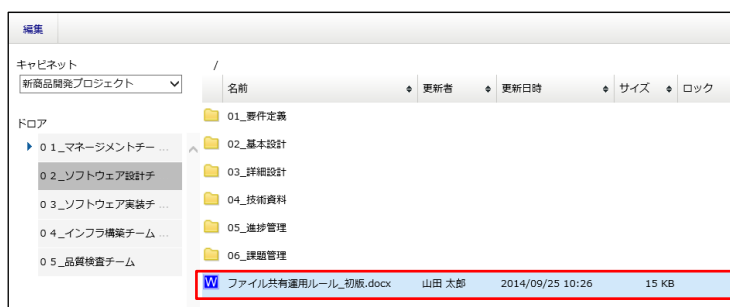 編集
キャビネット
新商品開発プロジェクト
ドロア
０１_マネージメントチー ...
０２_ソフトウェア設計チ
０３_ソフトウェア実装チ ...
０４_インフラ構築チーム ...
０５_品質検査チーム
/
名前 更新者 更新日時 サイズ ロック
01_要件定義
02_基本設計
03_詳細設計
04_技術資料
05_進捗管理
06_課題管理
W ファイル共有運用ルール_初版.docx 山田 太郎 2014/09/25 10:26 15 KB